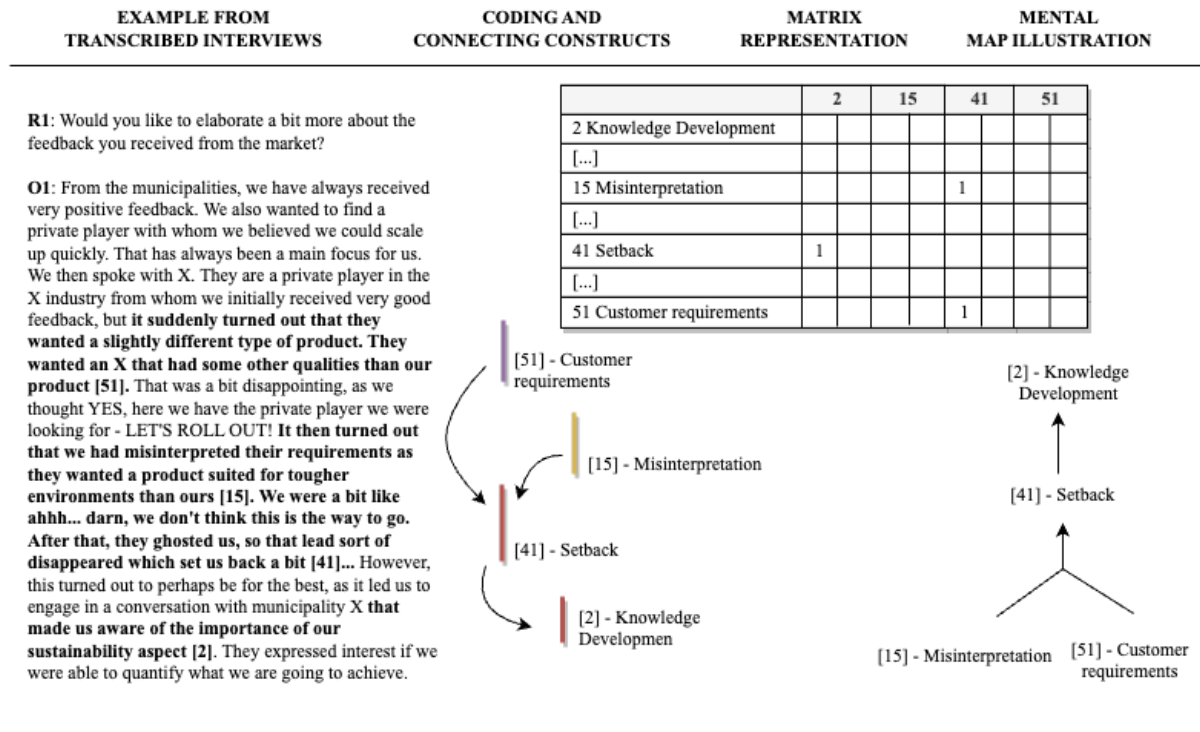 EXAMPLE FROM
TRANSCRIBED INTERVIEWS
CODING AND
CONNECTING CONSTRUCTS
MATRIX
REPRESENTATION
MENTAL
MAP ILLUSTRATION
R1: Would you like to elaborate a bit more about the
feedback you received from the market?
O1: From the municipalities, we have always received
very positive feedback. We also wanted to find a
private player with whom we believed we could scale
up quickly. That has always been a main focus for us.
We then spoke with X. They are a private player in the
X industry from whom we initially received very good
feedback, but it suddenly turned out that they
wanted a slightly different type of product. They
wanted an X that had some other qualities than our
product [51]. That was a bit disappointing, as we
thought YES, here we have the private player we were
looking for - LET'S ROLL OUT! It then turned out
that we had misinterpreted their requirements as
they wanted a product suited for tougher
environments than ours [15]. We were a bit like
ahhh... darn, we don't think this is the way to go.
After that, they ghosted us, so that lead sort of
disappeared which set us back a bit [41]... However,
this turned out to perhaps be for the best, as it led us to
engage in a conversation with municipality X that
made us aware of the importance of our
sustainability aspect [2]. They expressed interest if we
were able to quantify what we are going to achieve.
2 15 41 51
2 Knowledge Development
[...]
15 Misinterpretation 1
[...]
41 Setback 1
[...]
51 Customer requirements 1
[51] - Customer
requirements
[15] - Misinterpretation
[41] - Setback
[2] - Knowledge
Developmen
[2] - Knowledge
Development
[41] - Setback
[15] - Misinterpretation
[51] - Customer
requirements